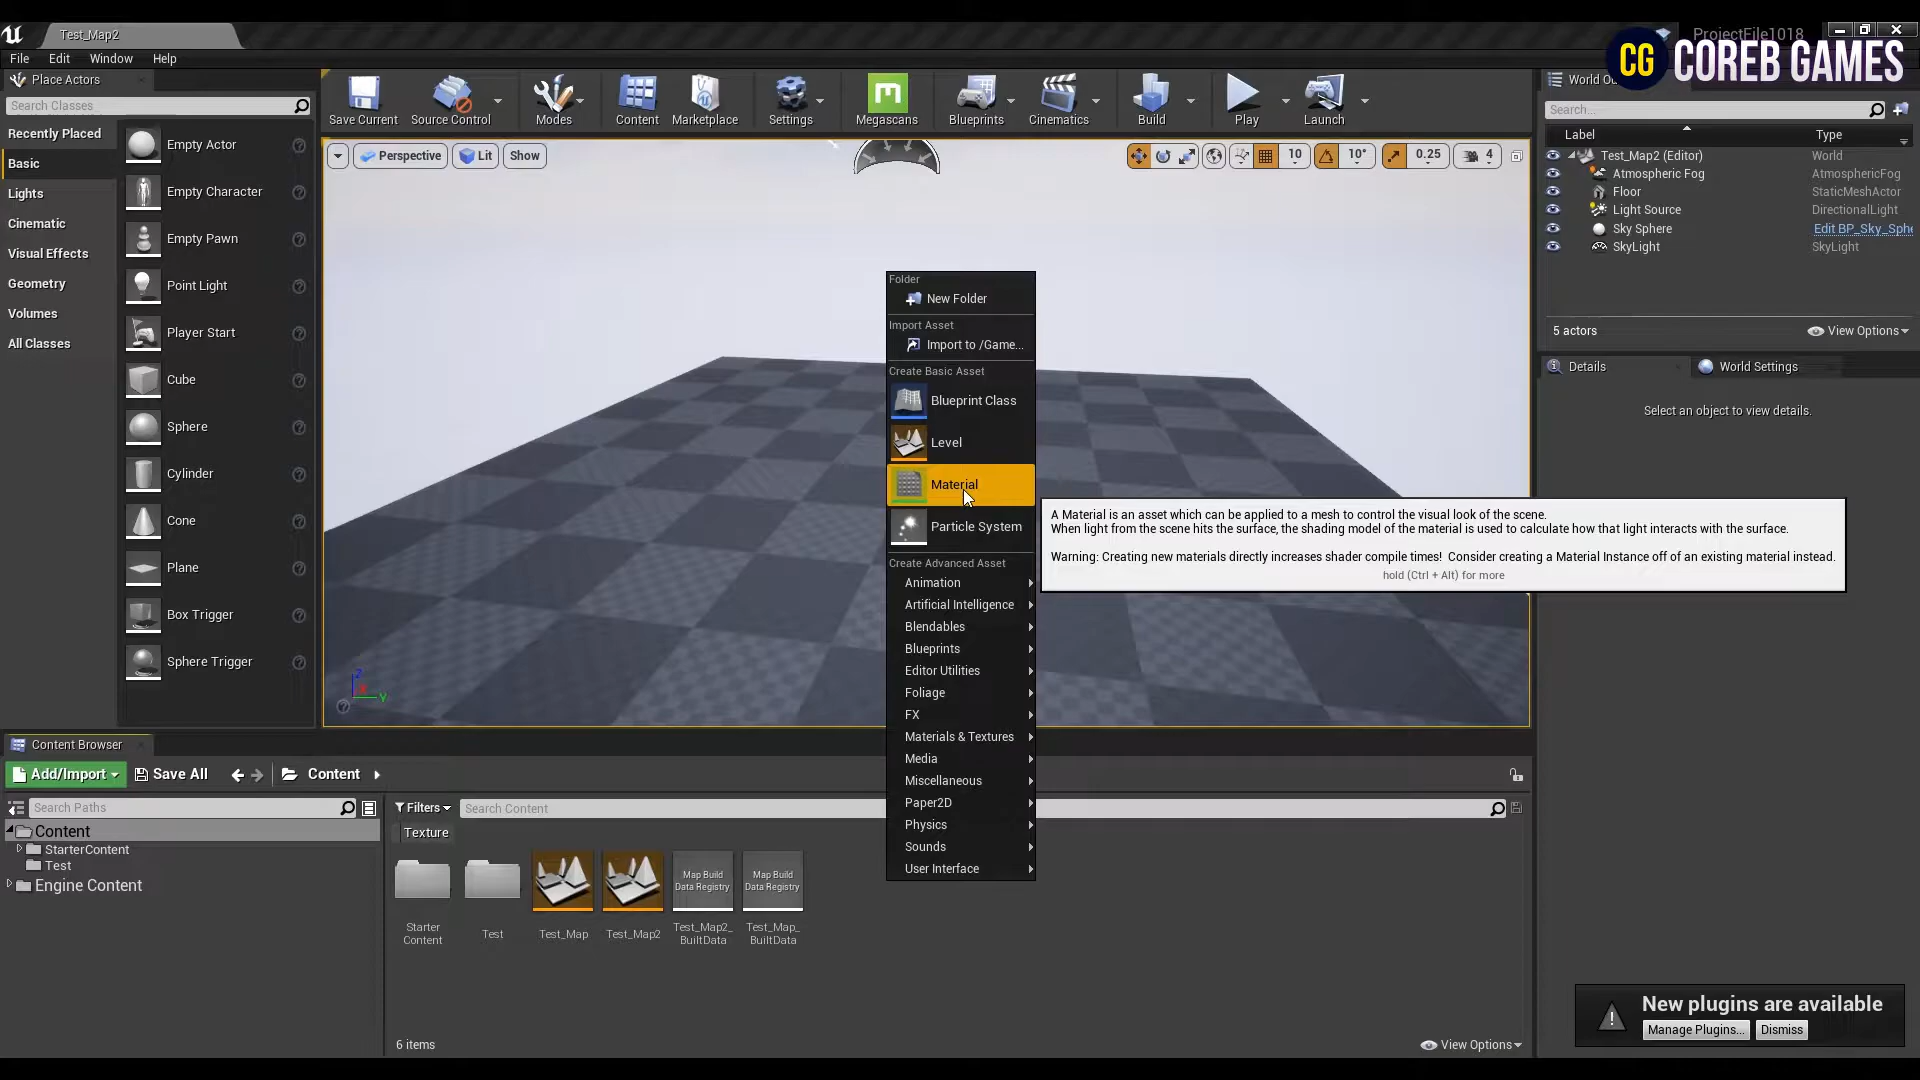 Test_Map2
ProjectFile1018
CG COREB GAMES
File Edit Window Help
Place Actors
Search Classes
Recently Placed
Basic
Lights
Cinematic
Visual Effects
Geometry
Volumes
All Classes
Empty Actor
Empty Character
Empty Pawn
Point Light
Player Start
Cube
Sphere
Cylinder
Cone
Plane
Box Trigger
Sphere Trigger
Save Current
Source Control
Modes
Content
Marketplace
Settings
Megascans
Blueprints
Cinematics
Build
Play
Launch
Perspective
Lit
Show
10
10°
0.25
4
Folder
New Folder
Import Asset
Import to /Game...
Create Basic Asset
Blueprint Class
Level
Material
Particle System
Create Advanced Asset
Animation
Artificial Intelligence
Blendables
Blueprints
Editor Utilities
Foliage
FX
Materials & Textures
Media
Miscellaneous
Paper2D
Physics
Sounds
User Interface
A Material is an asset which can be applied to a mesh to control the visual look of the scene.
When light from the scene hits the surface, the shading model of the material is used to calculate how that light interacts with the surface.
Warning: Creating new materials directly increases shader compile times! Consider creating a Material Instance off of an existing material instead.
hold (Ctrl + Alt) for more
Z
Y
World
Search...
Label Type
Test_Map2 (Editor) World
Atmospheric Fog AtmosphericFog
Floor StaticMeshActor
Light Source DirectionalLight
Sky Sphere Edit BP_Sky_Sphe
SkyLight SkyLight
5 actors
View Options
Details
World Settings
Select an object to view details.
Content Browser
Add/Import
Save All
Content
Search Paths
Content
StarterContent
Test
Engine Content
Filters
Search Content
Texture
Starter
Content
Test
Test_Map
Test_Map2
Map Build
Data Registry
Test_Map2_
BuiltData
Map Build
Data Registry
Test_Map_
BuiltData
6 items
View Options
New plugins are available
Manage Plugins...
Dismiss